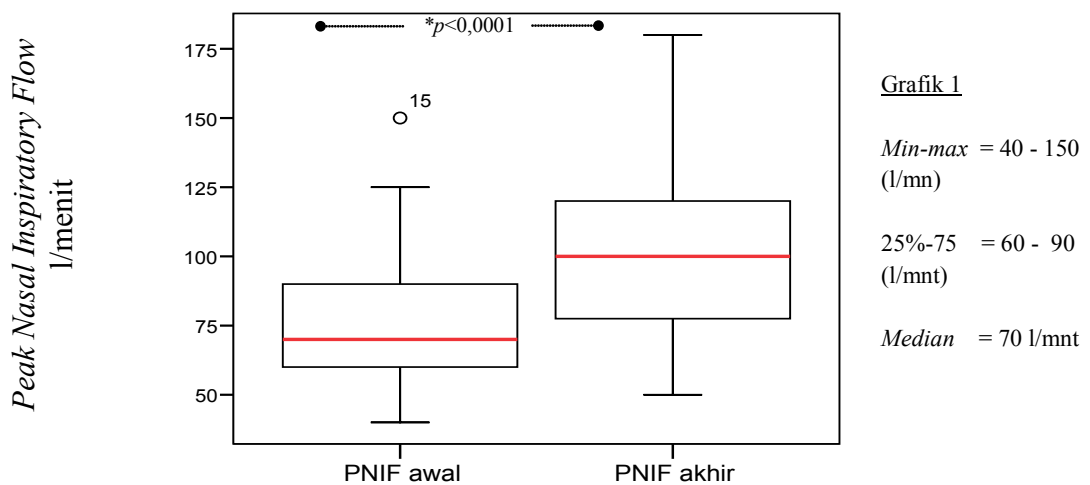 Peak Nasal Inspiratory Flow
l/menit
*p<0,0001
175
150
125
100
75
50
15
PNIF awal
PNIF akhir
Grafik 1
Min-max = 40 - 150
(l/mn)
25%-75 = 60 - 90
(l/mnt)
Median = 70 l/mnt